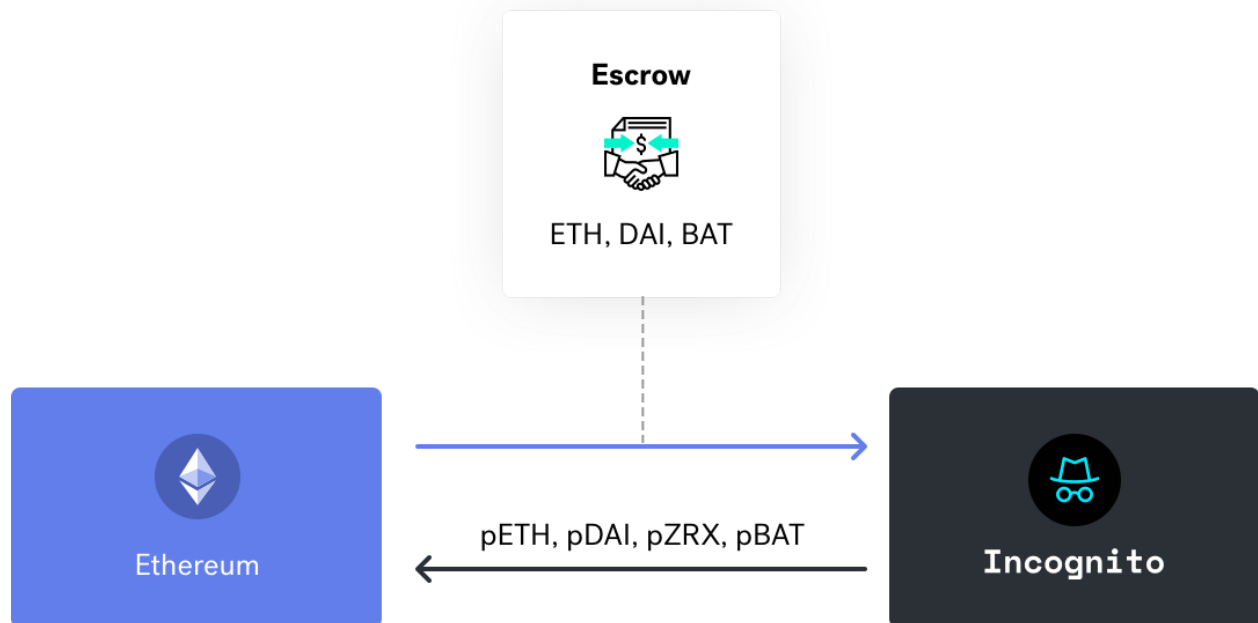 Escrow
$
ETH, DAI, BAT
pETH, pDAI, pZRX, pBAT
Ethereum
Incognito